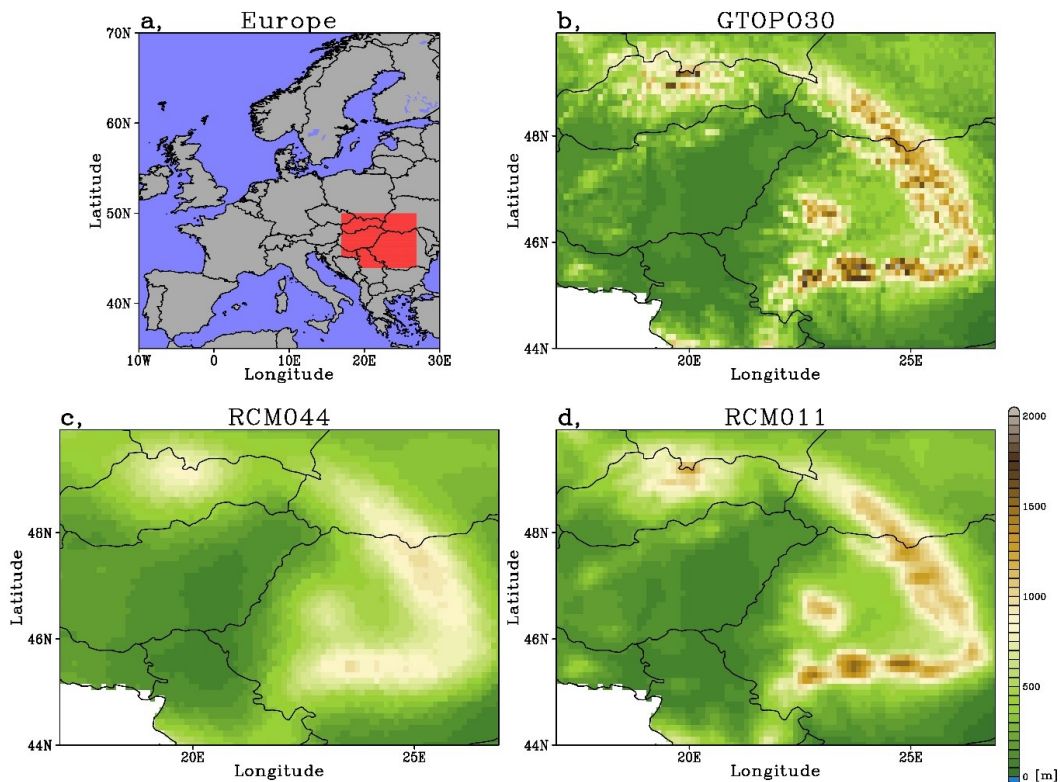 a,
Europe
70N
60N
50N
40N
Latitude
10W 0 10E 20E 30E
Longitude
b,
GTOPO30
48N
46N
44N
Latitude
20E 25E
Longitude
c,
RCM044
48N
46N
44N
Latitude
20E 25E
Longitude
d,
RCM011
48N
46N
44N
Latitude
20E 25E
Longitude
2000
1500
1000
500
0 [m]